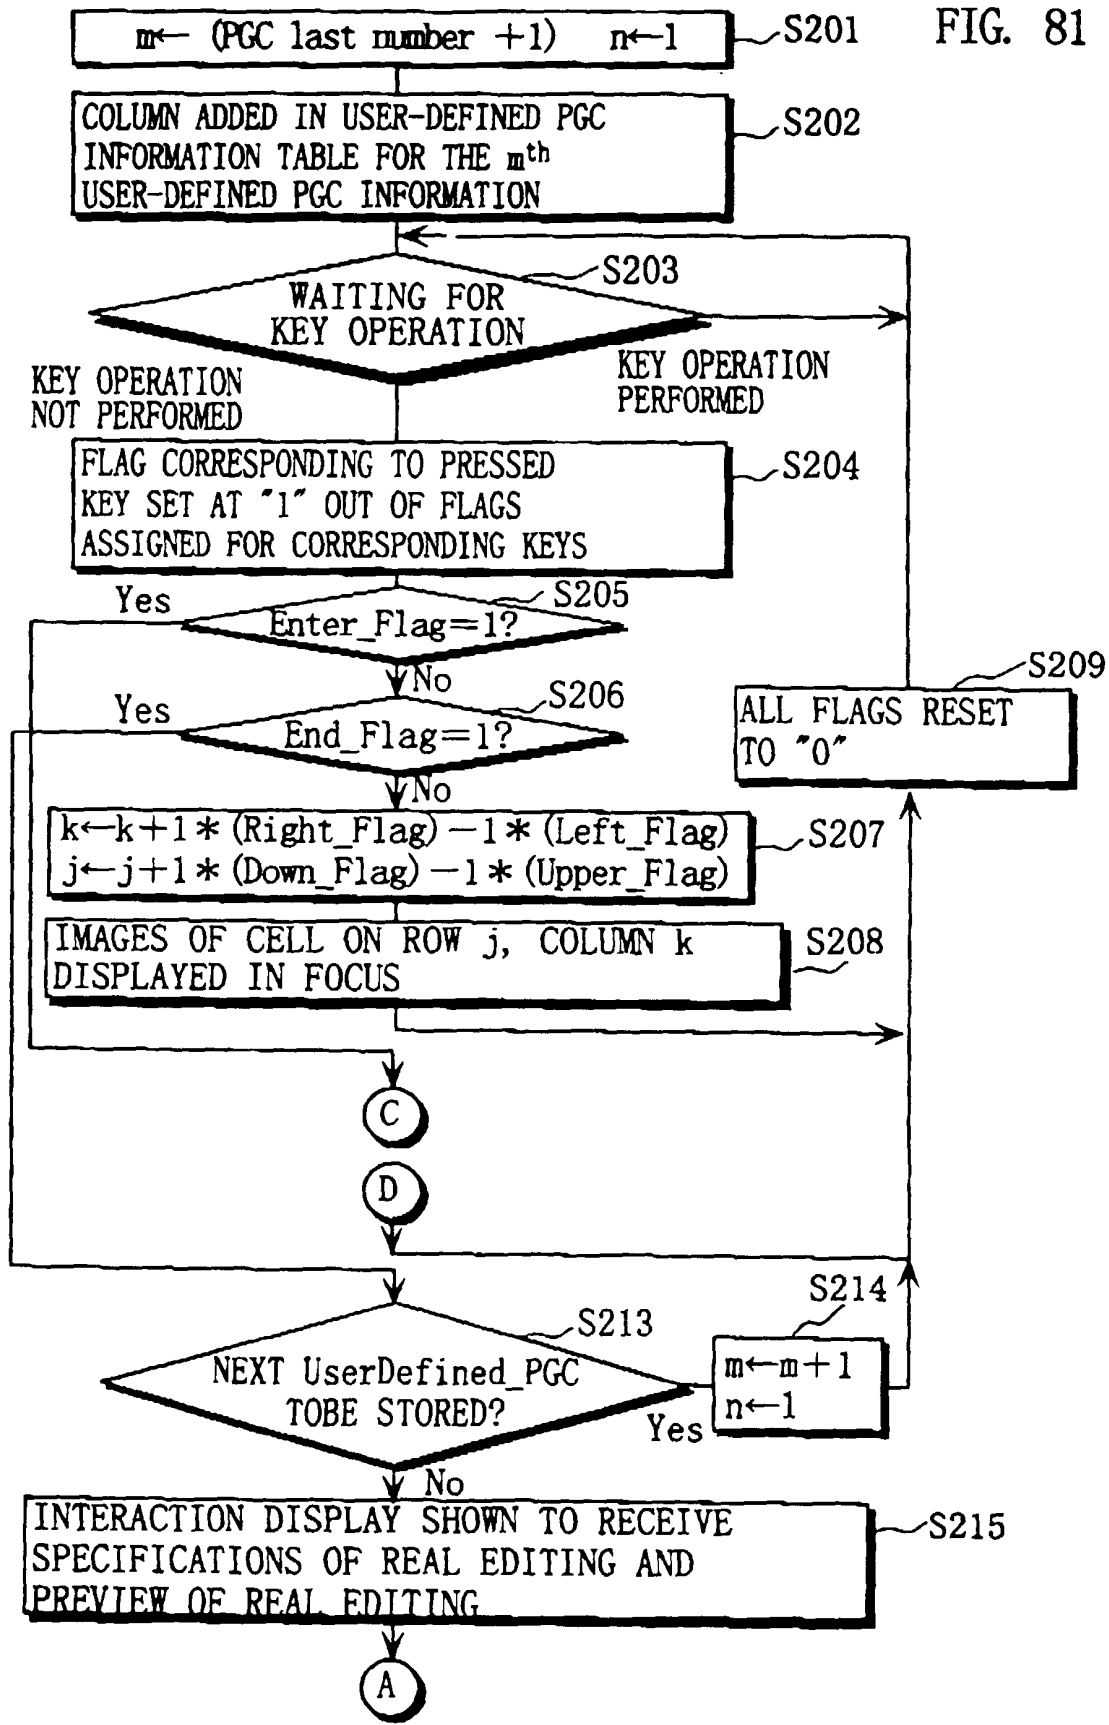 FIG. 81
m← (PGC last number +1) n←1
S201
COLUMN ADDED IN USER-DEFINED PGC
INFORMATION TABLE FOR THE mth
USER-DEFINED PGC INFORMATION
S202
S203
WAITING FOR
KEY OPERATION
KEY OPERATION
NOT PERFORMED
KEY OPERATION
PERFORMED
FLAG CORRESPONDING TO PRESSED
KEY SET AT "1" OUT OF FLAGS
ASSIGNED FOR CORRESPONDING KEYS
S204
Yes
S205
Enter_Flag=1?
No
Yes
S206
End_Flag=1?
No
S209
ALL FLAGS RESET
TO "0"
k←k+1*(Right_Flag)-1*(Left_Flag)
j←j+1*(Down_Flag)-1*(Upper_Flag)
S207
IMAGES OF CELL ON ROW j, COLUMN k
DISPLAYED IN FOCUS
S208
C
D
S213
NEXT UserDefined_PGC
TOBE STORED?
Yes
S214
m←m+1
n←1
No
INTERACTION DISPLAY SHOWN TO RECEIVE
SPECIFICATIONS OF REAL EDITING AND
PREVIEW OF REAL EDITING
S215
A